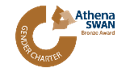 Athena
SWAN
Bronze Award
GENDER CHARTER